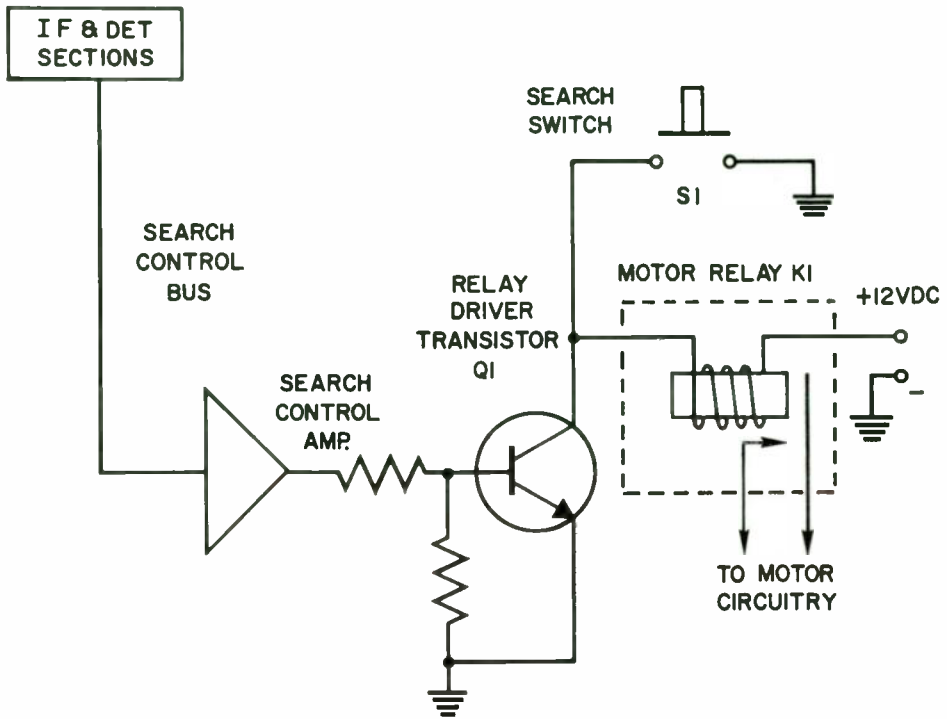 IF & DET
SECTIONS
SEARCH
SWITCH
S1
SEARCH
CONTROL
BUS
MOTOR RELAY K1
+12VDC
RELAY
DRIVER
TRANSISTOR
Q1
-
SEARCH
CONTROL
AMP.
TO MOTOR
CIRCUITRY